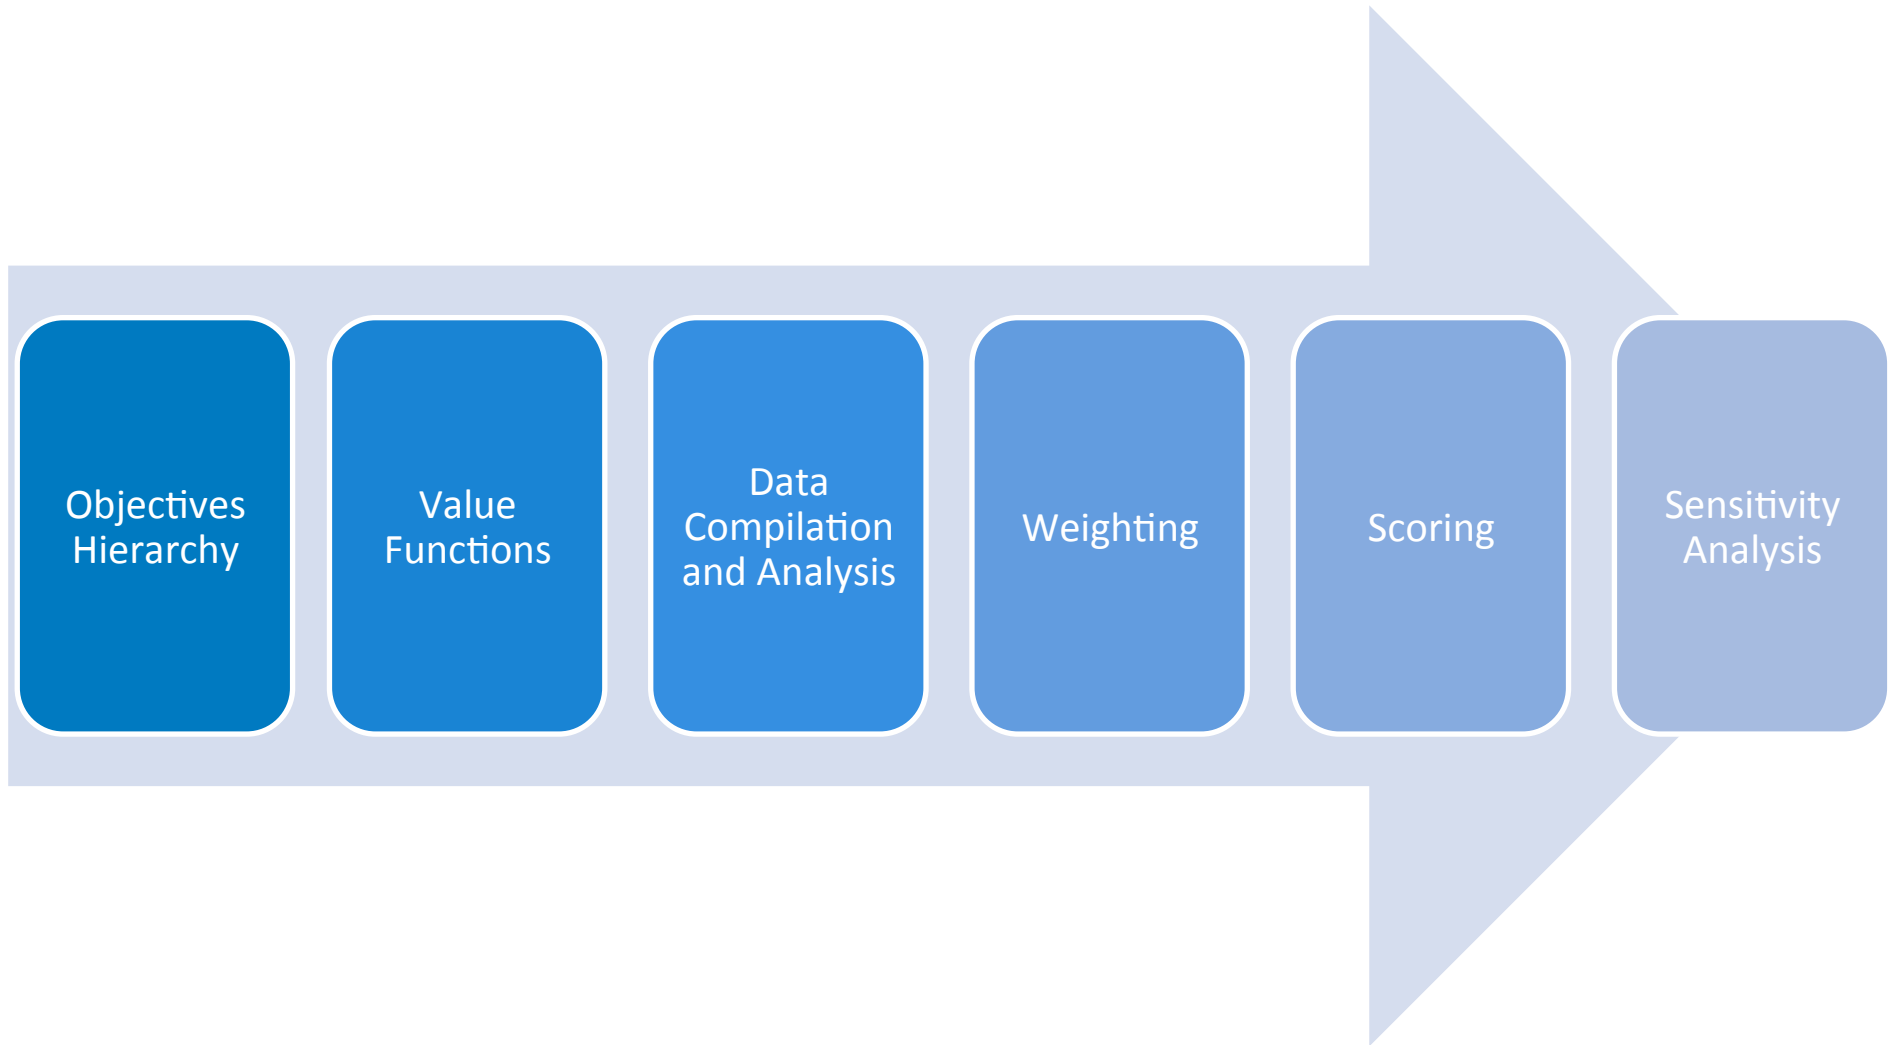 Objectives
Hierarchy
Value
Functions
Data
Compilation
and Analysis
Weighting
Scoring
Sensitivity
Analysis